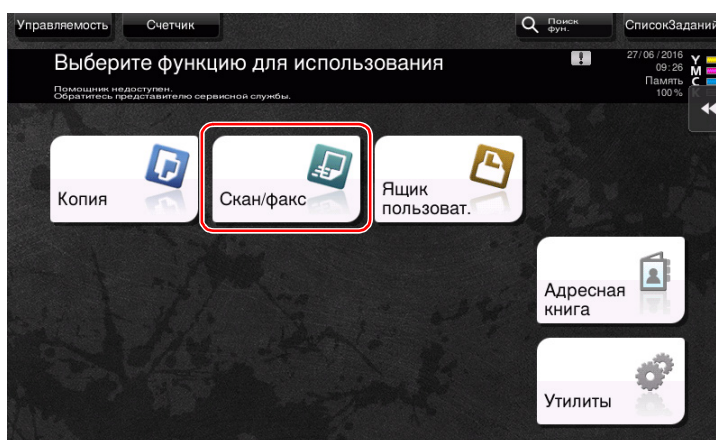 Управляемость
Счетчик
Поиск
фун.
СписокЗаданий
Выберите функцию для использования
Помощник недоступен.
Обратитесь представителю сервисной службы.
27/06/2016
09:26
Память
100%
Y
M
C
K
Копия
Скан/факс
Ящик
пользоват.
Адресная
книга
Утилиты